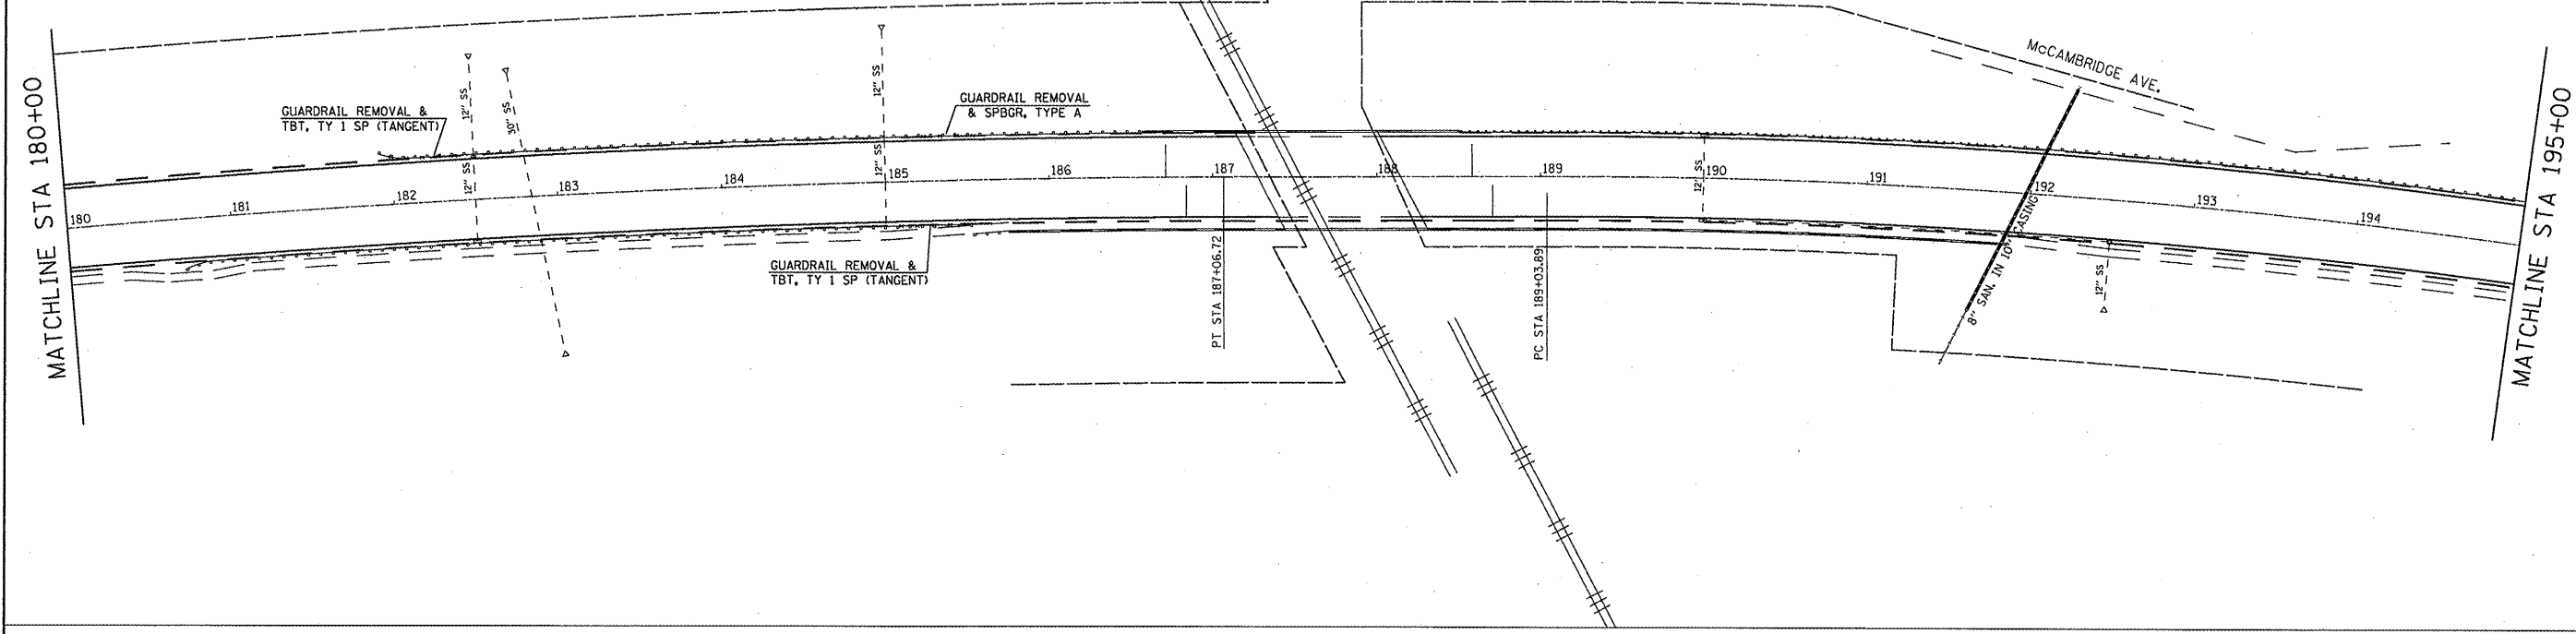 MATCHLINE STA 180+00
GUARDRAIL REMOVAL &
TBT, TY 1 SP (TANGENT)
12" SS
12" SS
30" SS
12" SS
12" SS
GUARDRAIL REMOVAL
& SPBGR, TYPE A
McCAMBRIDGE AVE.
180
181
182
183
184
185
186
187
188
189
190
191
192
193
194
12" SS
GUARDRAIL REMOVAL &
TBT, TY 1 SP (TANGENT)
PT STA 187+06.72
PC STA 189+03.89
8" SAN. IN 10" CASING
12" SS
MATCHLINE STA 195+00